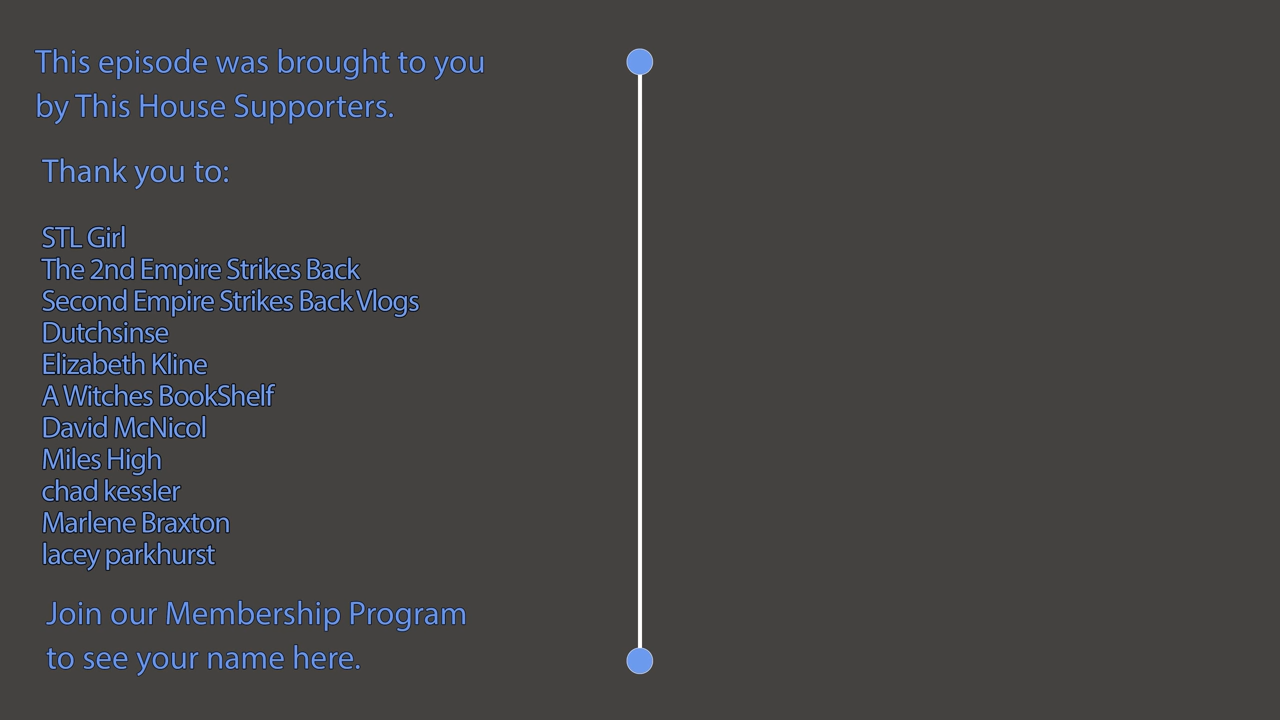 This episode was brought to you
by This House Supporters.
Thank you to:
STL Girl
The 2nd Empire Strikes Back
Second Empire Strikes Back Vlogs
Dutchsinse
Elizabeth Kline
A Witches BookShelf
David McNicol
Miles High
chad kessler
Marlene Braxton
lacey parkhurst
Join our Membership Program
to see your name here.